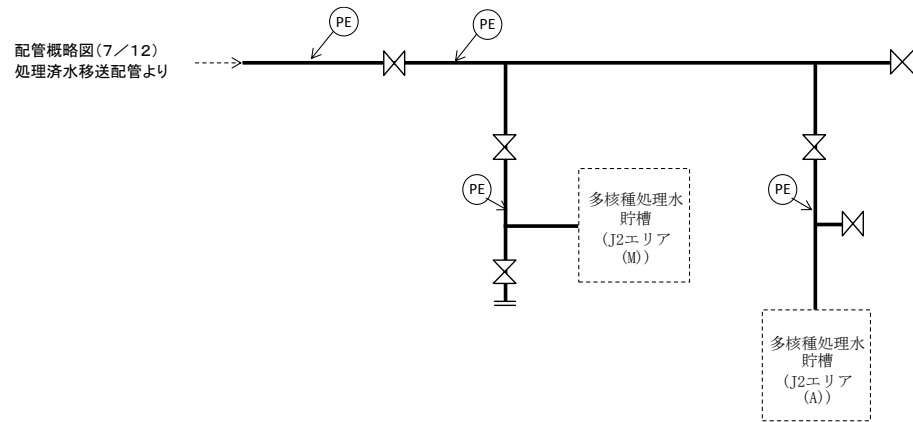 PE
PE
配管概略図(7/12)
処理済水移送配管より
PE
多核種処理水
貯槽
(J2エリア
(M))
PE
多核種処理水
貯槽
(J2エリア
(A))